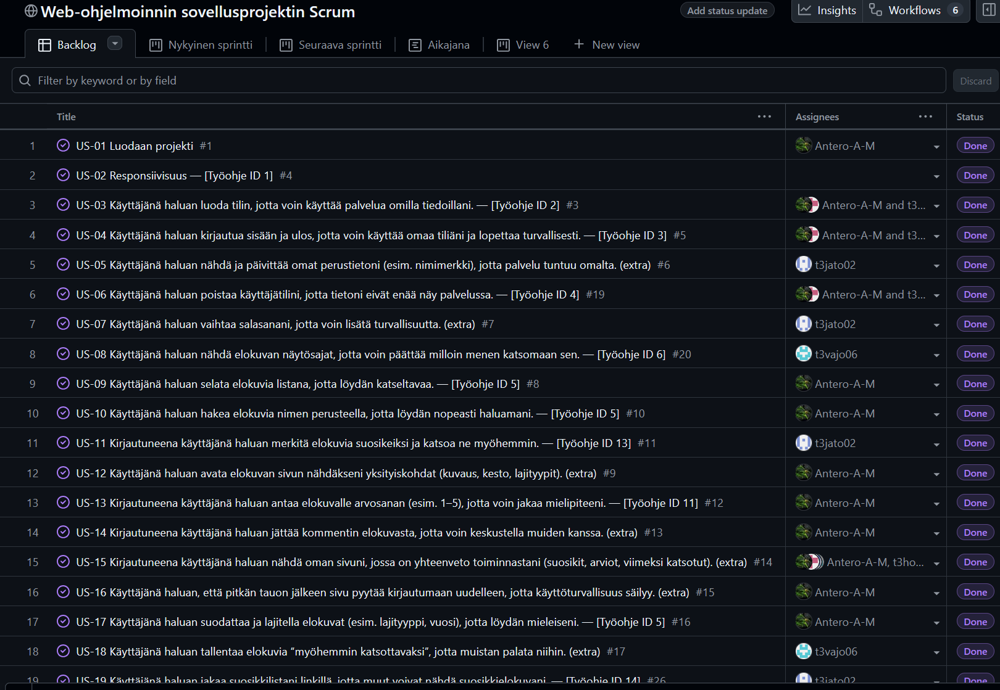 Web-ohjelmoinnin sovellusprojektin Scrum
Add status update
Insights
Workflows 6
Backlog
Nykyinen sprintti
Seuraava sprintti
Aikajana
View 6
New view
Filter by keyword or by field
Discard
Title Assignees Status
1 US-01 Luodaan projekti #1 Antero-A-M Done
2 US-02 Responsiivisuus — [Työohje ID 1] #4 Done
3 US-03 Käyttäjänä haluan luoda tilin, jotta voin käyttää palvelua omilla tiedoillani. — [Työohje ID 2] #3 Antero-A-M and t3... Done
4 US-04 Käyttäjänä haluan kirjautua sisään ja ulos, jotta voin käyttää omaa tiliäni ja lopettaa turvallisesti. — [Työohje ID 3] #5 Antero-A-M and t3... Done
5 US-05 Käyttäjänä haluan nähdä ja päivittää omat perustietoni (esim. nimimerkki), jotta palvelu tuntuu omalta. (extra) #6 t3jato02 Done
6 US-06 Käyttäjänä haluan poistaa käyttäjätilini, jotta tietoni eivät enää näy palvelussa. — [Työohje ID 4] #19 Antero-A-M and t3... Done
7 US-07 Käyttäjänä haluan vaihtaa salasanani, jotta voin lisätä turvallisuutta. (extra) #7 t3jato02 Done
8 US-08 Käyttäjänä haluan nähdä elokuvan näytösajat, jotta voin päättää milloin menen katsomaan sen. — [Työohje ID 6] #20 t3vajo06 Done
9 US-09 Käyttäjänä haluan selata elokuvia listana, jotta löydän katseltavaa. — [Työohje ID 5] #8 Antero-A-M Done
10 US-10 Käyttäjänä haluan hakea elokuvia nimen perusteella, jotta löydän nopeasti haluamani. — [Työohje ID 5] #10 Antero-A-M Done
11 US-11 Kirjautuneena käyttäjänä haluan merkitä elokuvia suosikeiksi ja katsoa ne myöhemmin. — [Työohje ID 13] #11 t3jato02 Done
12 US-12 Käyttäjänä haluan avata elokuvan sivun nähdäkseni yksityiskohdat (kuvaus, kesto, lajityypit). (extra) #9 Antero-A-M Done
13 US-13 Kirjautuneena käyttäjänä haluan antaa elokuvalle arvosanan (esim. 1–5), jotta voin jakaa mielipiteeni. — [Työohje ID 11] #12 Antero-A-M Done
14 US-14 Kirjautuneena käyttäjänä haluan jättää kommentin elokuvasta, jotta voin keskustella muiden kanssa. (extra) #13 Antero-A-M Done
15 US-15 Kirjautuneena käyttäjänä haluan nähdä oman sivuni, jossa on yhteenveto toiminnastani (suosikit, arviot, viimeksi katsotut). (extra) #14 Antero-A-M, t3ho... Done
16 US-16 Käyttäjänä haluan, että pitkän tauon jälkeen sivu pyytää kirjautumaan uudelleen, jotta käyttöturvallisuus säilyy. (extra) #15 Antero-A-M Done
17 US-17 Käyttäjänä haluan suodattaa ja lajitella elokuvat (esim. lajityyppi, vuosi), jotta löydän mieleiseni. — [Työohje ID 5] #16 Antero-A-M Done
18 US-18 Käyttäjänä haluan tallentaa elokuvia “myöhemmin katsottavaksi”, jotta muistan palata niihin. (extra) #17 t3vajo06 Done
19 US-19 Käyttäjänä haluan jakaa suosikkilistani linkillä, jotta muut voivat nähdä suosikkielokuvani. — [Työohje ID 14] #26 t3jato02 Done